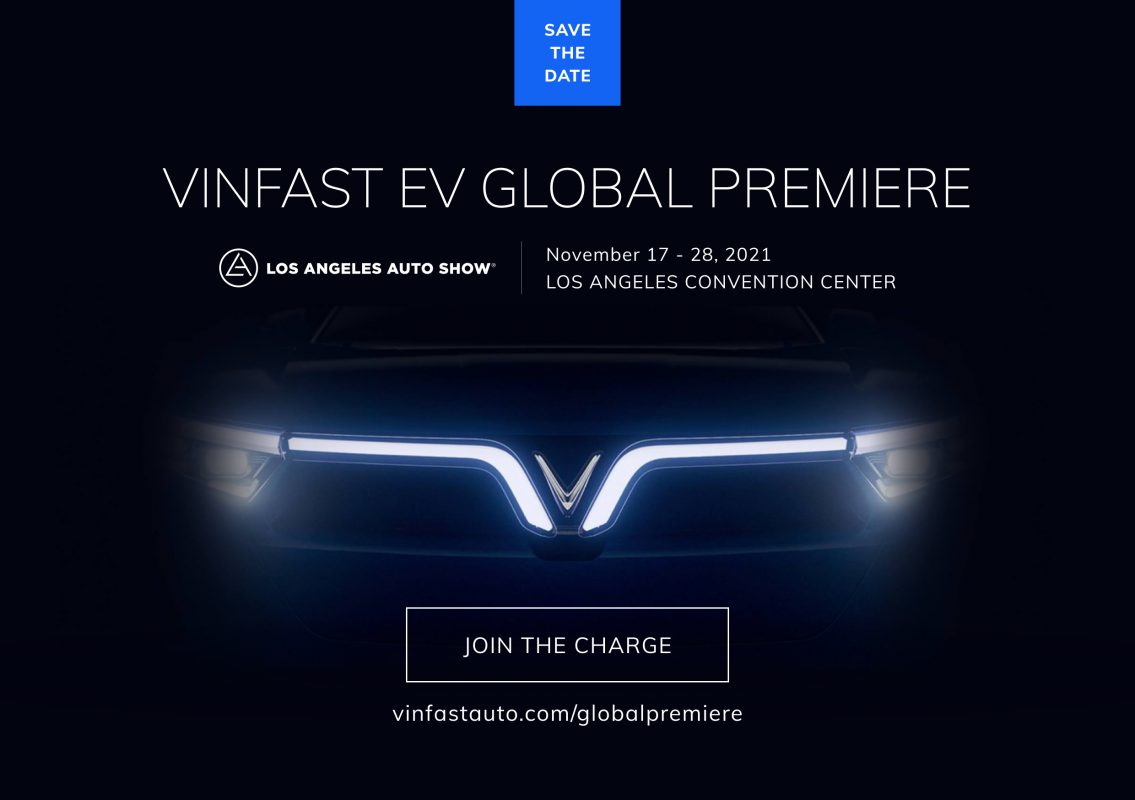 SAVE
THE
DATE
VINFAST EV GLOBAL PREMIERE
LOS ANGELES AUTO SHOW®
November 17 - 28, 2021
LOS ANGELES CONVENTION CENTER
JOIN THE CHARGE
vinfastauto.com/globalpremiere